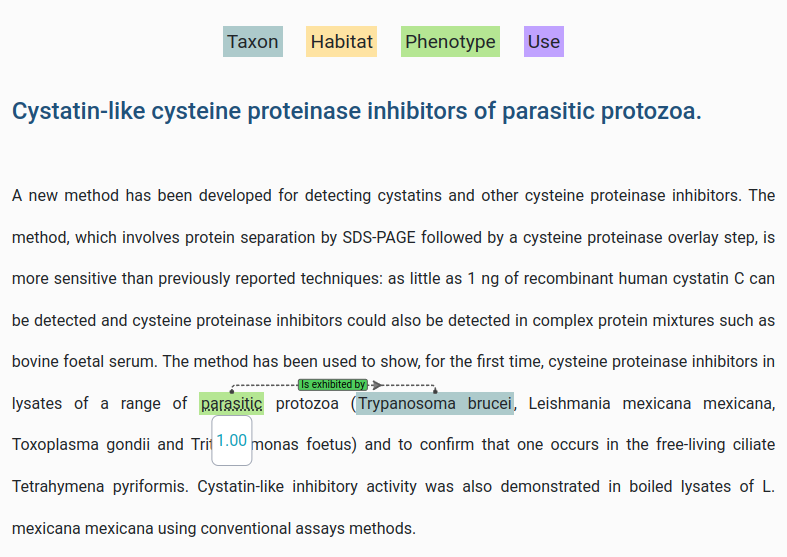 Taxon Habitat Phenotype Use
Cystatin-like cysteine proteinase inhibitors of parasitic protozoa.
A new method has been developed for detecting cystatins and other cysteine proteinase inhibitors. The
method, which involves protein separation by SDS-PAGE followed by a cysteine proteinase overlay step, is
more sensitive than previously reported techniques: as little as 1 ng of recombinant human cystatin C can
be detected and cysteine proteinase inhibitors could also be detected in complex protein mixtures such as
bovine foetal serum. The method has been used to show, for the first time, cysteine proteinase inhibitors in
Is exhibited by
lysates of a range of parasitic protozoa (Trypanosoma brucei, Leishmania mexicana mexicana,
Toxoplasma gondii and Trit 1.00 monas foetus) and to confirm that one occurs in the free-living ciliate
Tetrahymena pyriformis. Cystatin-like inhibitory activity was also demonstrated in boiled lysates of L.
mexicana mexicana using conventional assays methods.